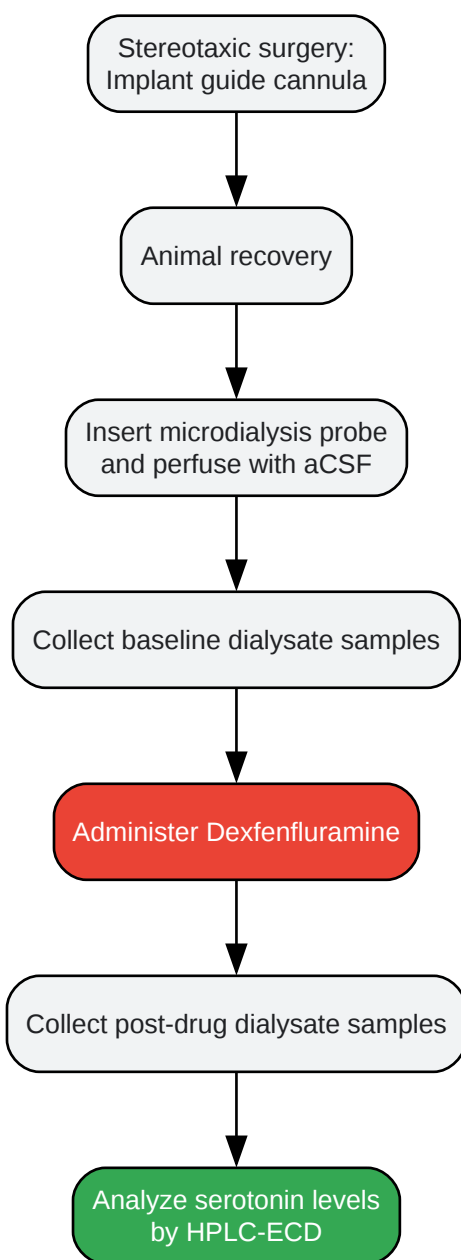 Stereotaxic surgery:
Implant guide cannula
Animal recovery
Insert microdialysis probe
and perfuse with aCSF
Collect baseline dialysate samples
Administer Dexfenfluramine
Collect post-drug dialysate samples
Analyze serotonin levels
by HPLC-ECD